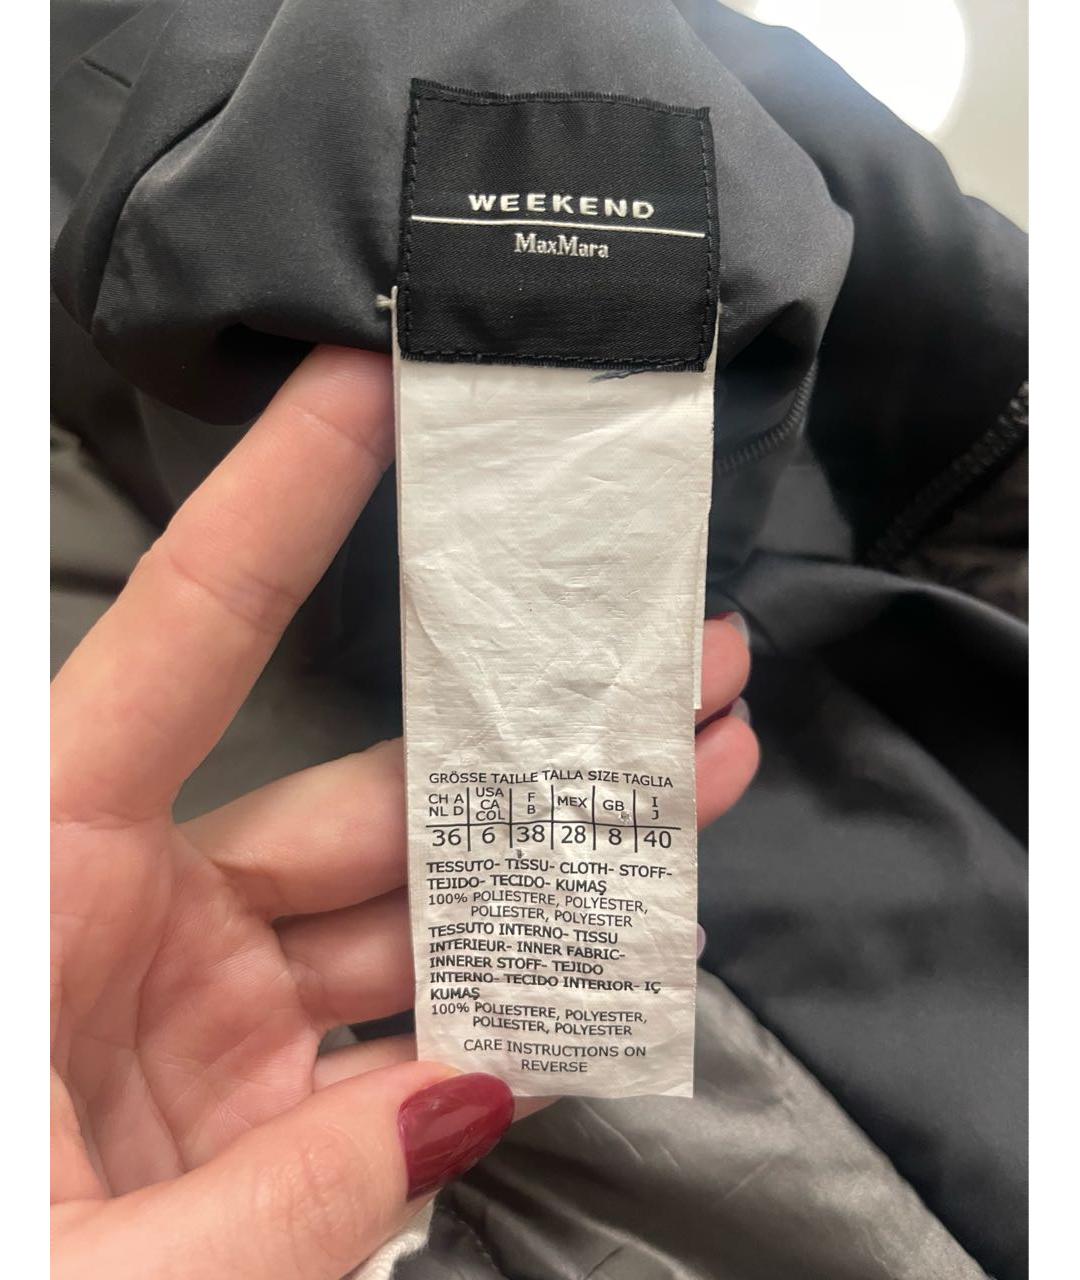 WEEKEND
MaxMara
GRÖSSE TAILLE TALLA SIZE TAGLIA
CH A NL D USA CA COL F B MEX GB I J
36 6 38 28 8 40
TESSUTO- TISSU- CLOTH- STOFF-
TEJIDO- TECIDO- KUMAŞ
100% POLIESTERE, POLYESTER,
POLIESTER, POLYESTER
TESSUTO INTERNO- TISSU
INTERIEUR- INNER FABRIC-
INNERER STOFF- TEJIDO
INTERNO- TECIDO INTERIOR- IÇ
KUMAŞ
100% POLIESTERE, POLYESTER,
POLIESTER, POLYESTER
CARE INSTRUCTIONS ON
REVERSE